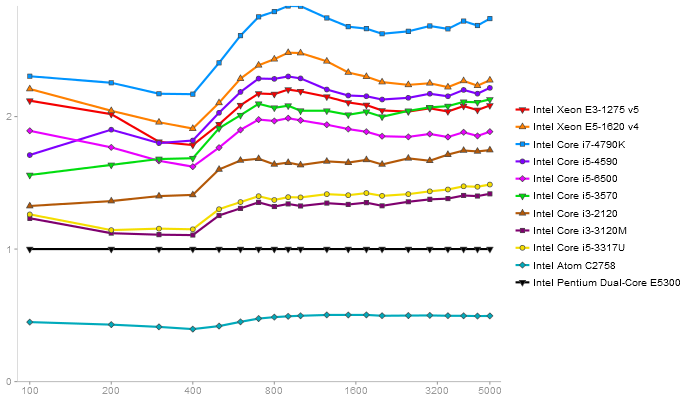 2
1
0
100
200
400
800
1600
3200
5000
Intel Xeon E3-1275 v5
Intel Xeon E5-1620 v4
Intel Core i7-4790K
Intel Core i5-4590
Intel Core i5-6500
Intel Core i5-3570
Intel Core i3-2120
Intel Core i3-3120M
Intel Core i5-3317U
Intel Atom C2758
Intel Pentium Dual-Core E5300